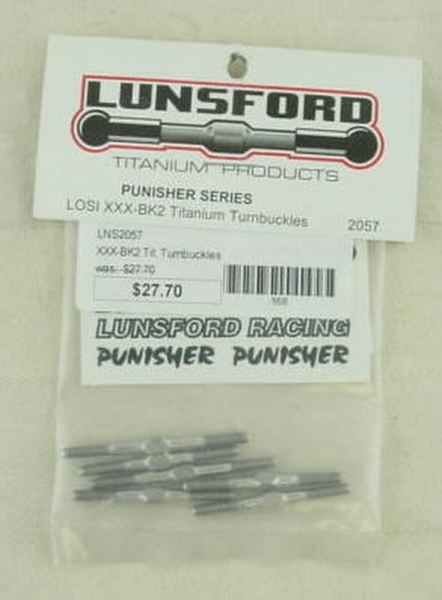 LUNSFORD
TITANIUM PRODUCTS
PUNISHER SERIES
LOSI XXX-BK2 Titanium Turnbuckles 2057
LNS2057
XXX-BK2 Tit. Turnbuckles
was: $27.70
$27.70
LUNSFORD RACING
PUNISHER PUNISHER